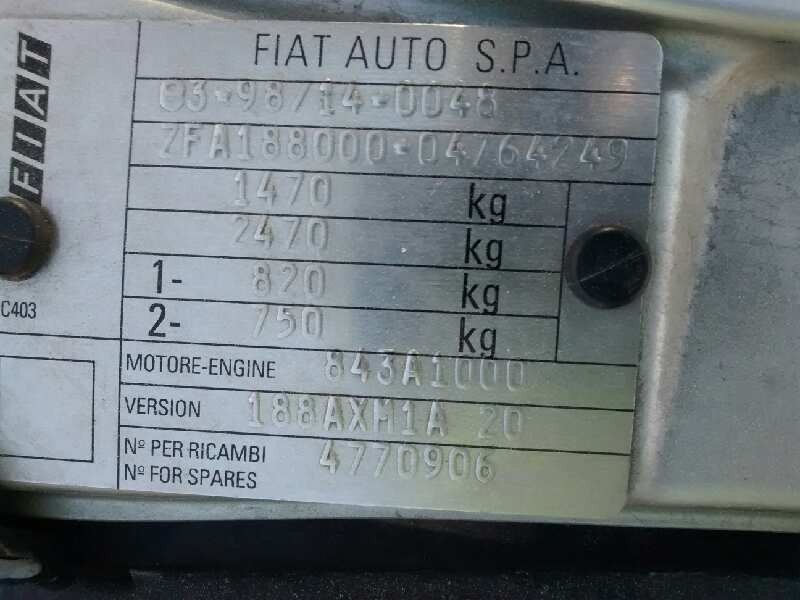 FIAT
FIAT AUTO S.P.A.
03-98/14-0048
ZFA188000-04764249
1470 kg
2470 kg
1- 820 kg
2- 750 kg
C403
MOTORE-ENGINE 843A1000
VERSION 188AXM1A 20
Nº PER RICAMBI 4770906
Nº FOR SPARES